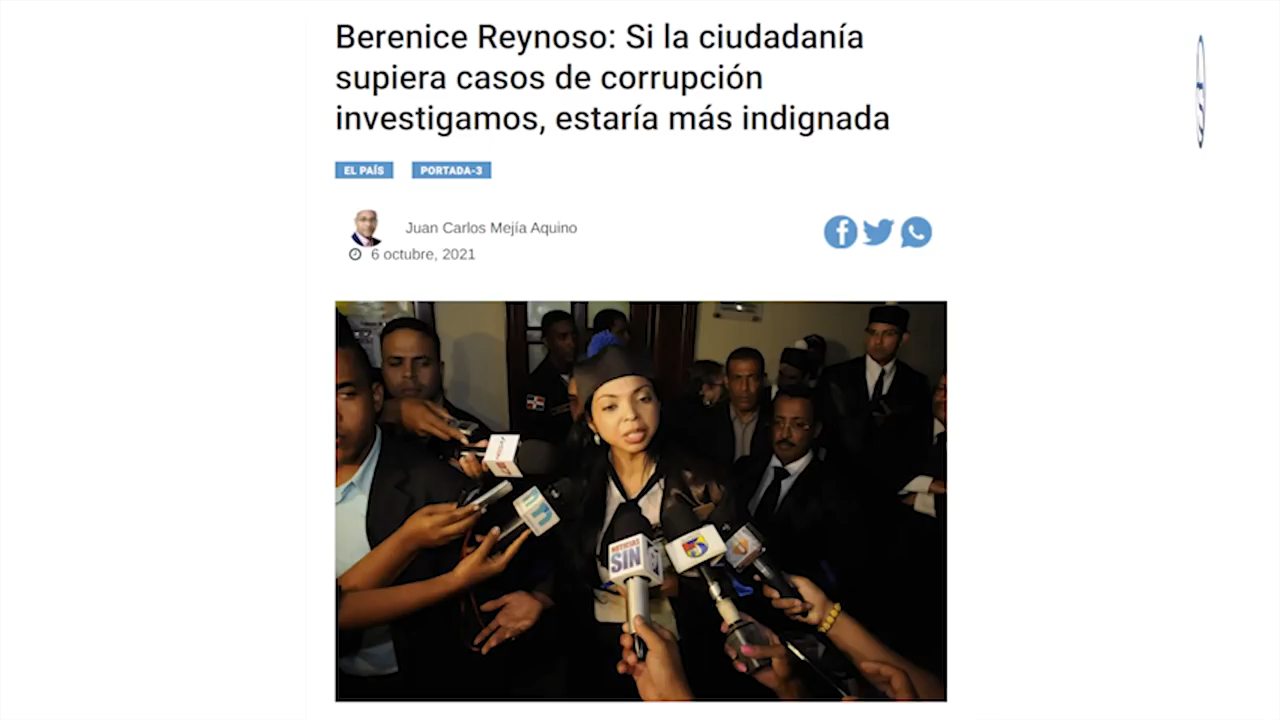 Berenice Reynoso: Si la ciudadanía
supiera casos de corrupción
investigamos, estaría más indignada
EL PAÍS PORTADA-3
Juan Carlos Mejía Aquino
6 octubre, 2021
NOTICIAS
SIN
5